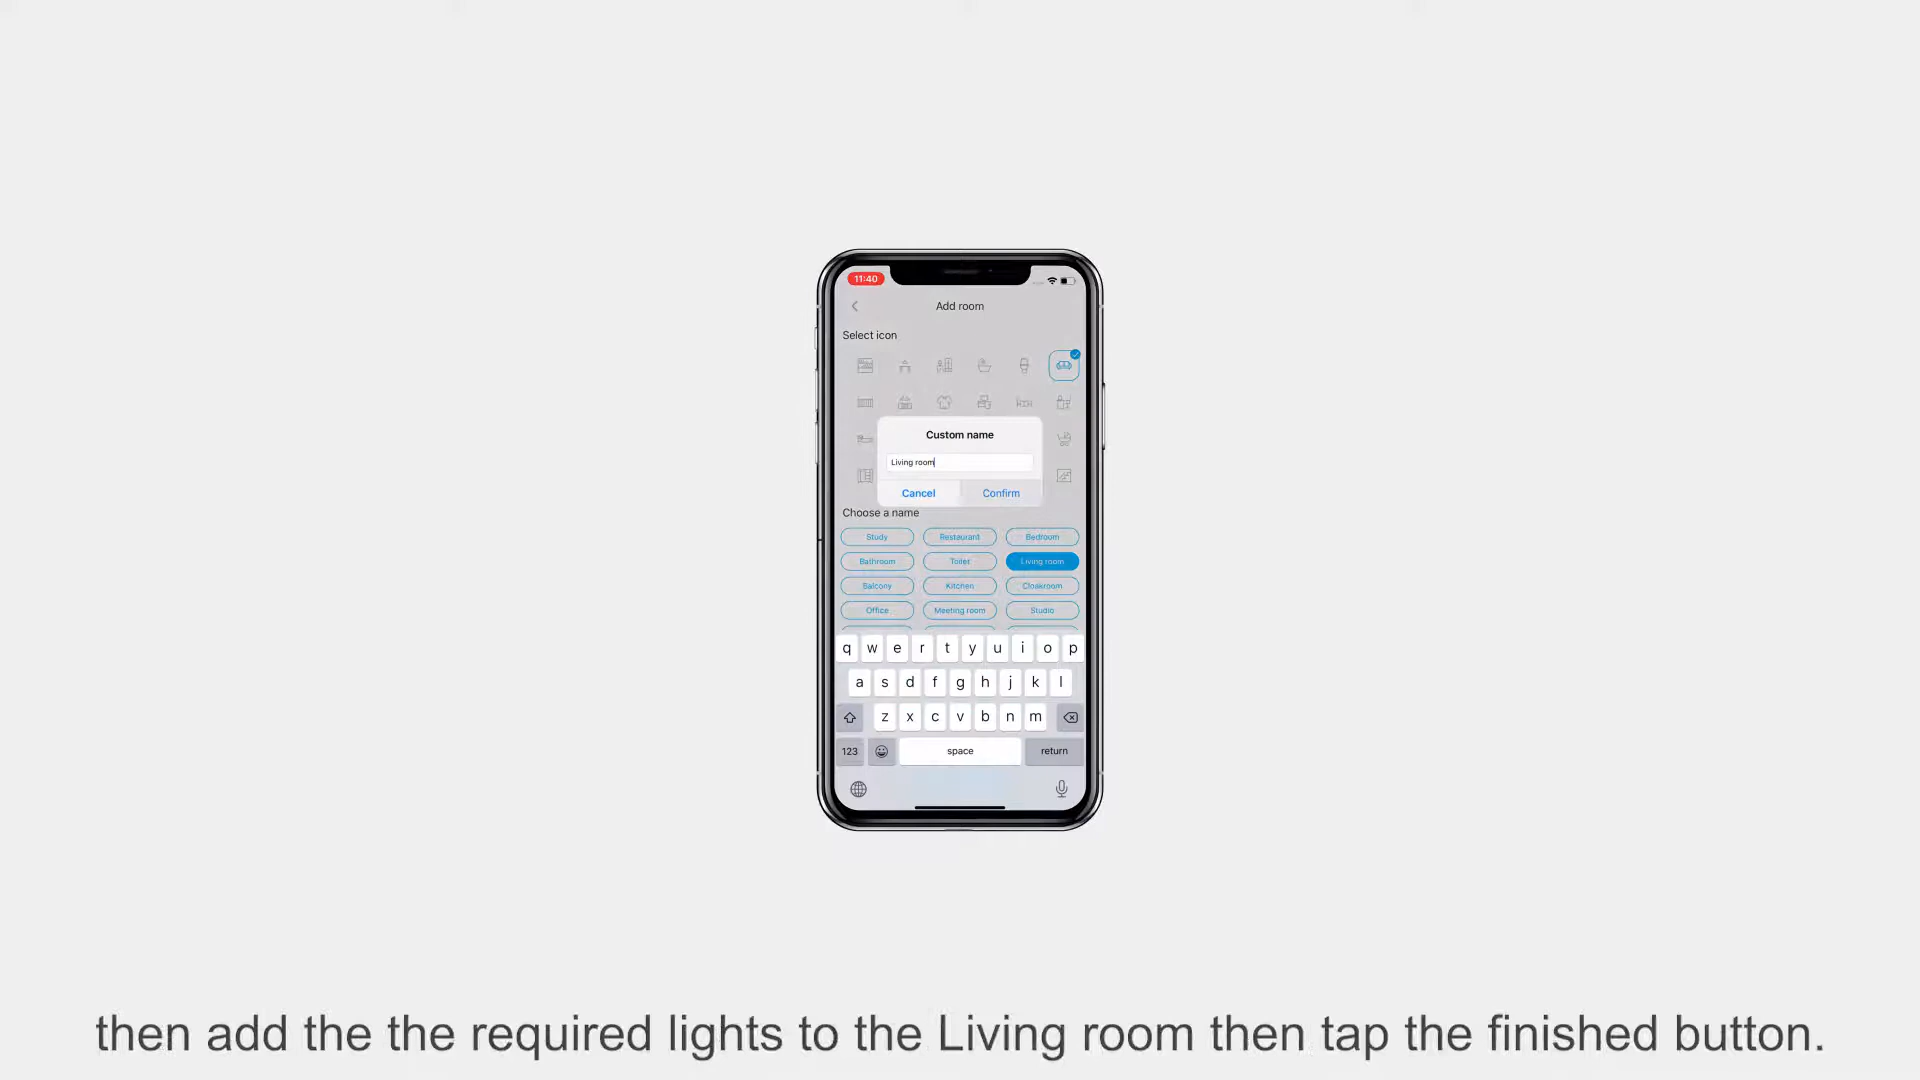 11:40
Add room
Select icon
Custom name
Living room
Cancel Confirm
Choose a name
Study Restaurant Bedroom
Bathroom Toilet Living room
Balcony Kitchen Cloakroom
Office Meeting room Studio
q w e r t y u i o p
a s d f g h j k l
z x c v b n m
123 space return
then add the the required lights to the Living room then tap the finished button.